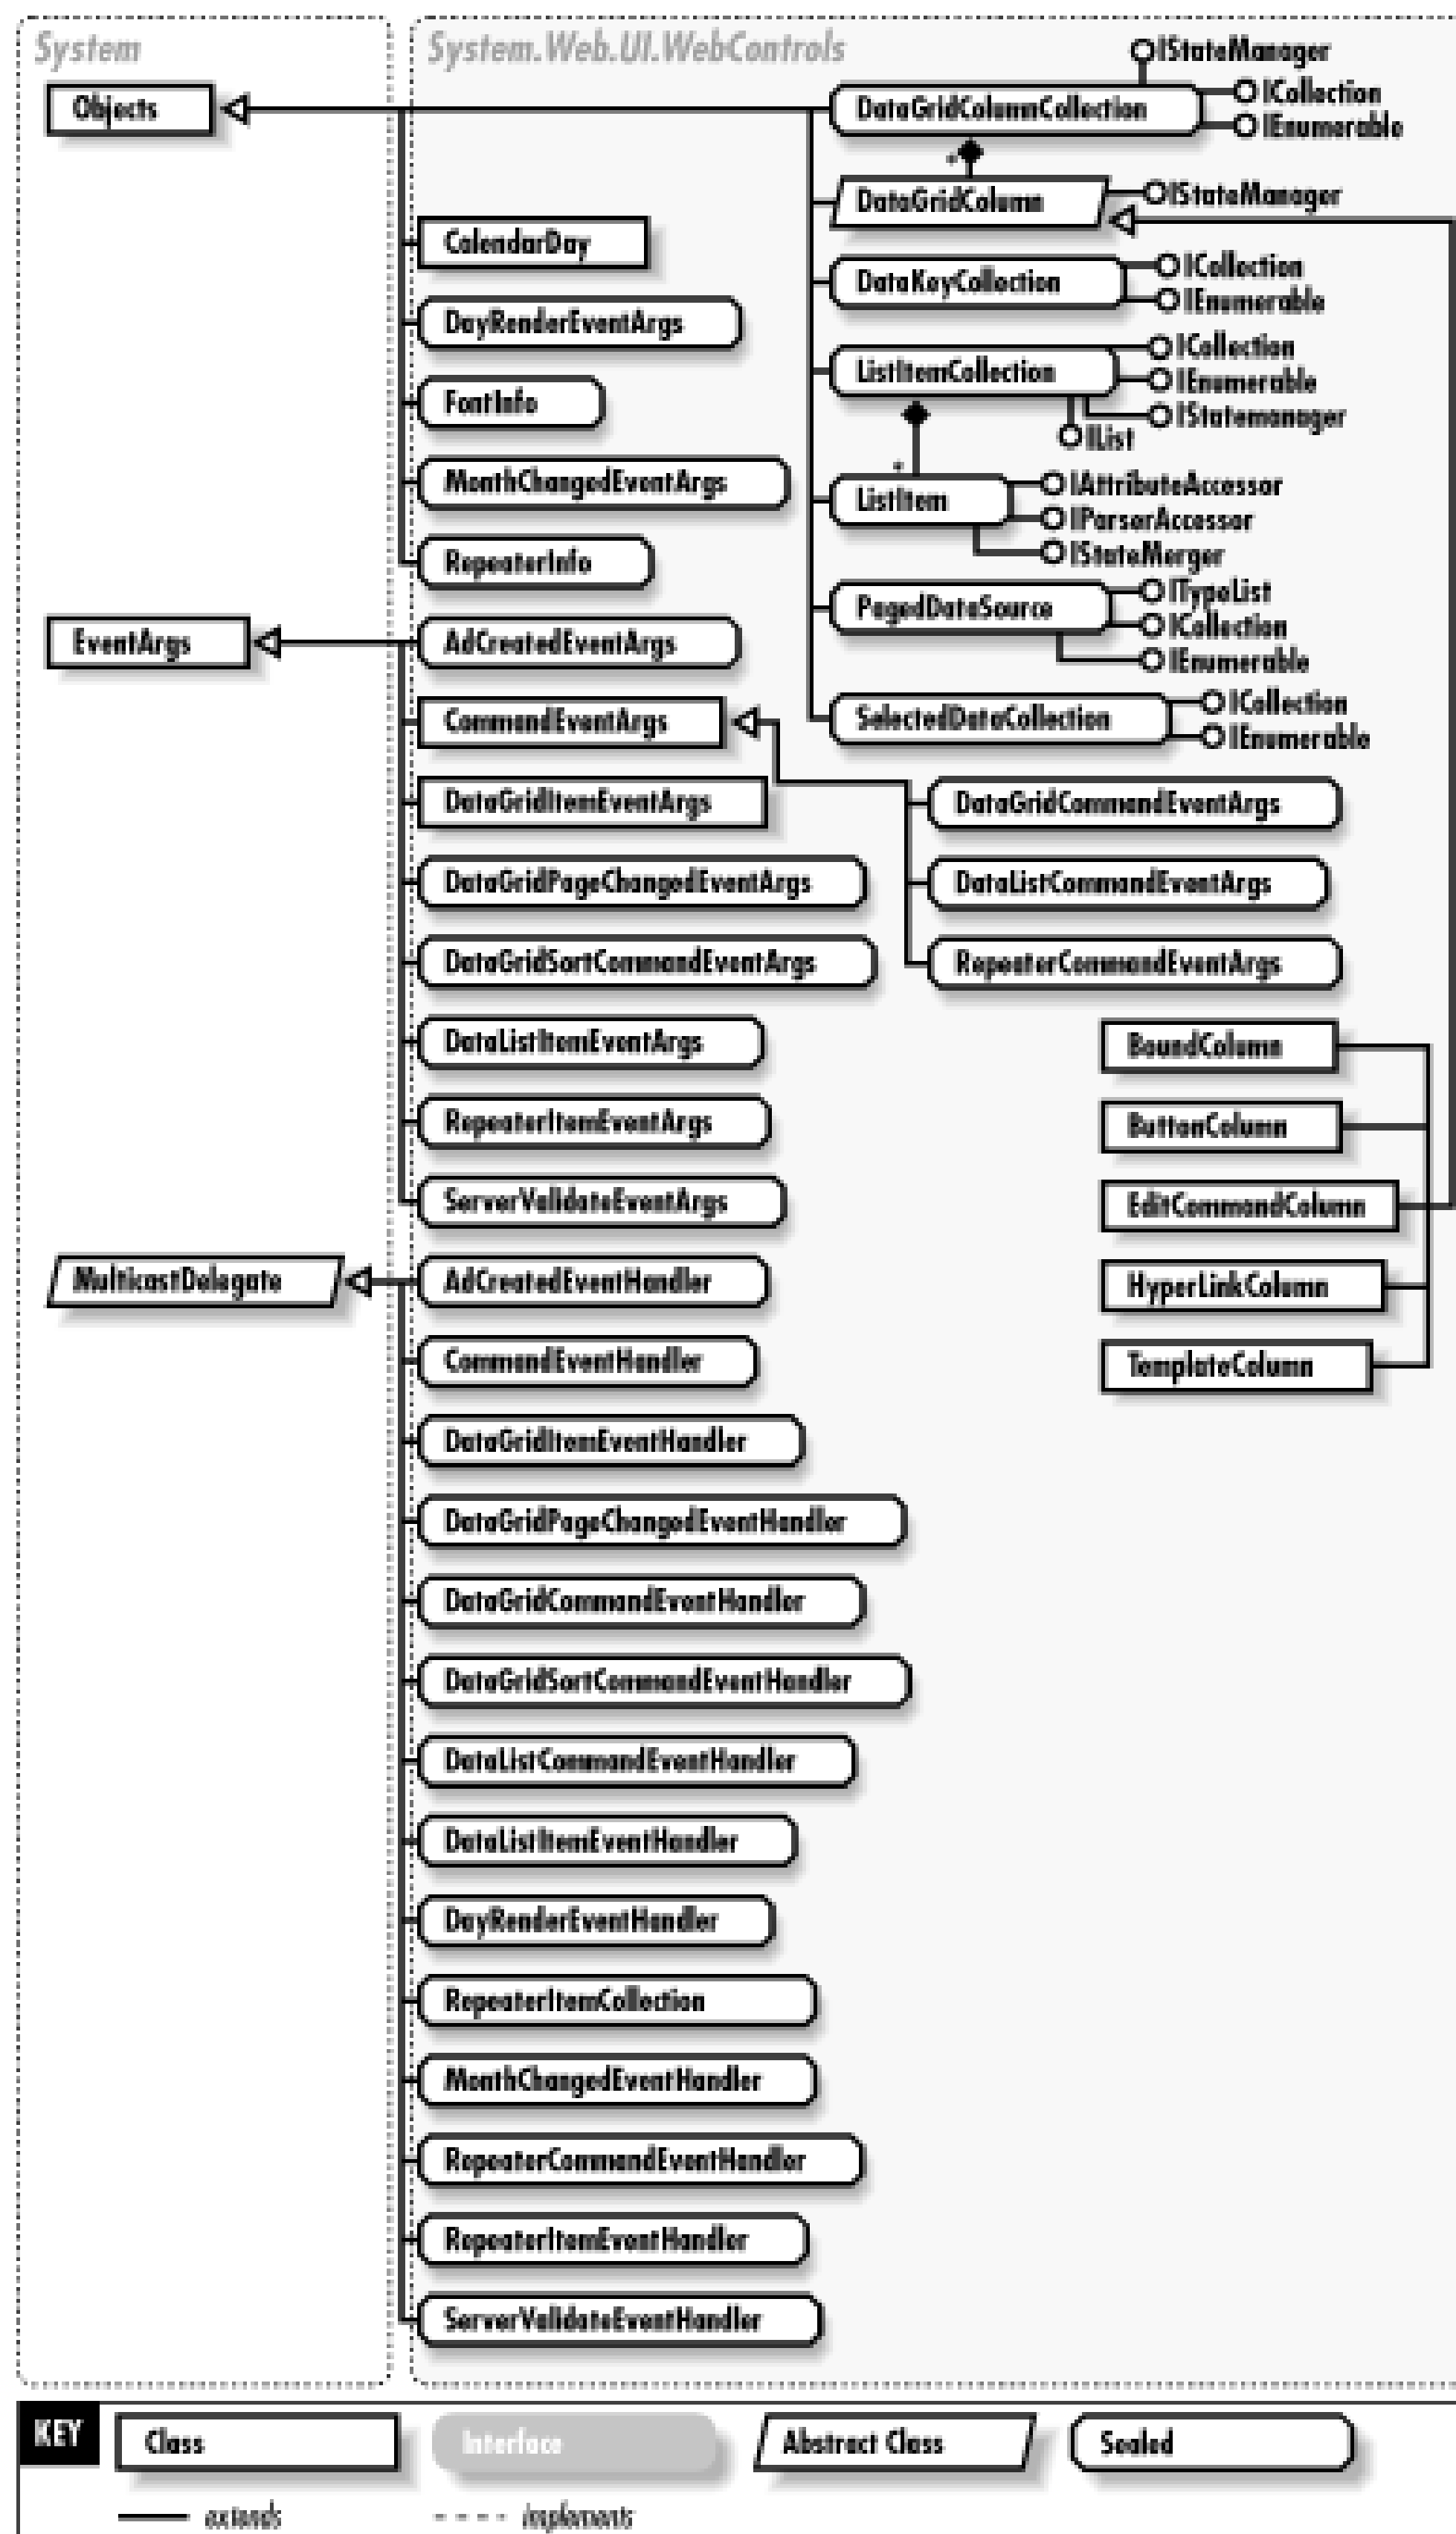 System
System.Web.UI.WebControls
Objects
DataGridColumnCollection
IStateManager
ICollection
IEnumerable
DataGridColumn
IStateManager
CalendarDay
DataKeyCollection
ICollection
IEnumerable
DayRenderEventArgs
ListItemCollection
ICollection
IEnumerable
IStatemanager
IList
FontInfo
MonthChangedEventArgs
ListItem
IAttributeAccessor
IParserAccessor
IStateMerger
RepeaterInfo
PagedDataSource
ITypeList
ICollection
IEnumerable
EventArgs
AdCreatedEventArgs
CommandEventArgs
SelectedDataCollection
ICollection
IEnumerable
DataGridItemEventArgs
DataGridCommandEventArgs
DataGridPageChangedEventArgs
DataListCommandEventArgs
DataGridSortCommandEventArgs
RepeaterCommandEventArgs
DataListItemEventArgs
BoundColumn
RepeaterItemEventArgs
ButtonColumn
ServerValidateEventArgs
EditCommandColumn
MulticastDelegate
AdCreatedEventHandler
HyperLinkColumn
CommandEventHandler
TemplateColumn
DataGridItemEventHandler
DataGridPageChangedEventHandler
DataGridCommandEventHandler
DataGridSortCommandEventHandler
DataListCommandEventHandler
DataListItemEventHandler
DayRenderEventHandler
RepeaterItemCollection
MonthChangedEventHandler
RepeaterCommandEventHandler
RepeaterItemEventHandler
ServerValidateEventHandler
KEY
Class
Interface
Abstract Class
Sealed
extends
implements